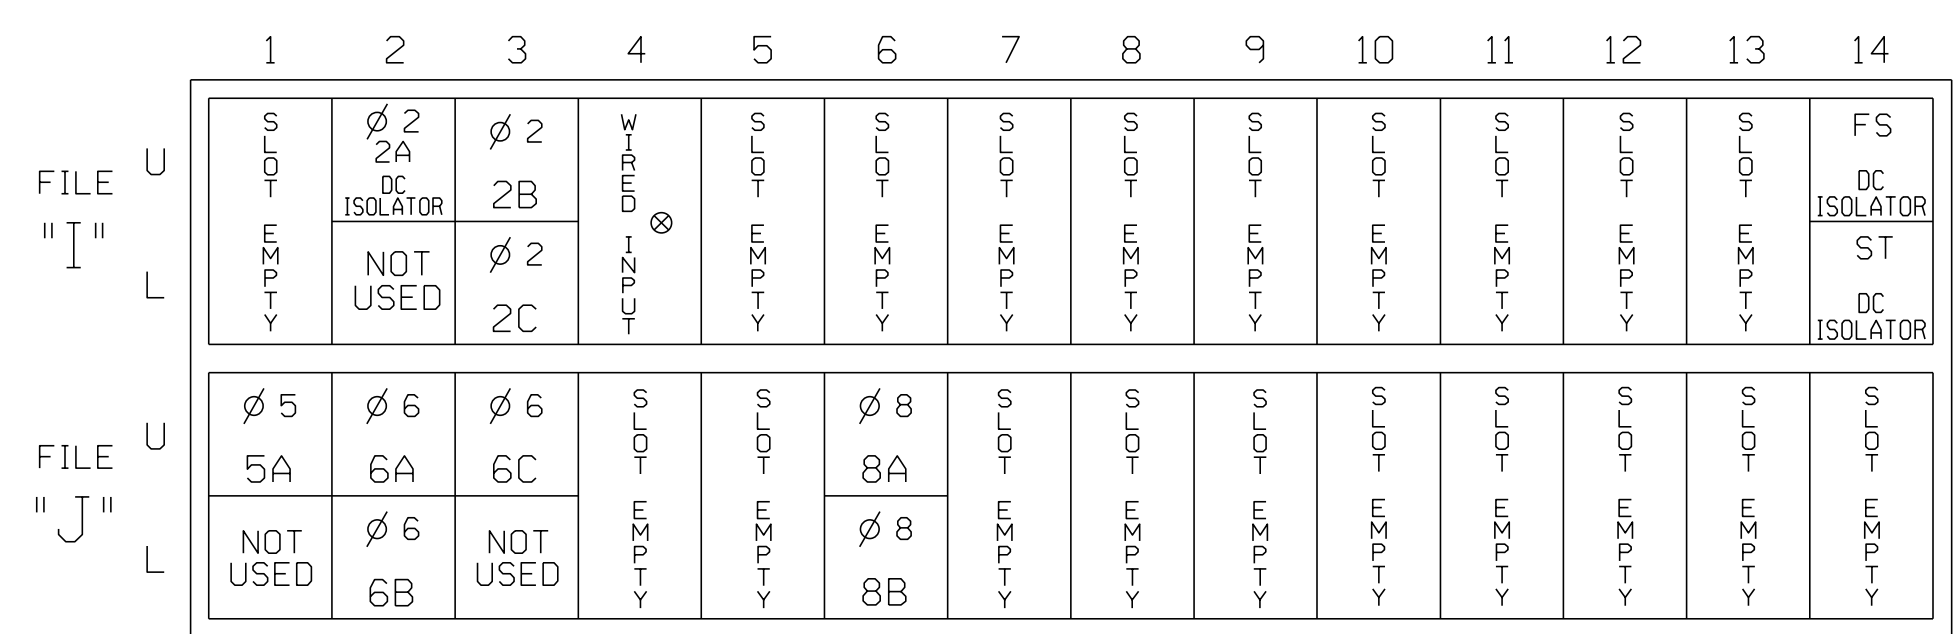 1 2 3 4 5 6 7 8 9 10 11 12 13 14
FILE
"I"
U
L
SLOT EMPTY
Ø 2
2A
DC
ISOLATOR
NOT
USED
Ø 2
2B
Ø 2
2C
WIRED INPUT
SLOT EMPTY
SLOT EMPTY
SLOT EMPTY
SLOT EMPTY
SLOT EMPTY
SLOT EMPTY
SLOT EMPTY
SLOT EMPTY
SLOT EMPTY
FS
DC
ISOLATOR
ST
DC
ISOLATOR
FILE
"J"
U
L
Ø 5
5A
NOT
USED
Ø 6
6A
Ø 6
6B
Ø 6
6C
NOT
USED
SLOT EMPTY
SLOT EMPTY
Ø 8
8A
Ø 8
8B
SLOT EMPTY
SLOT EMPTY
SLOT EMPTY
SLOT EMPTY
SLOT EMPTY
SLOT EMPTY
SLOT EMPTY
SLOT EMPTY